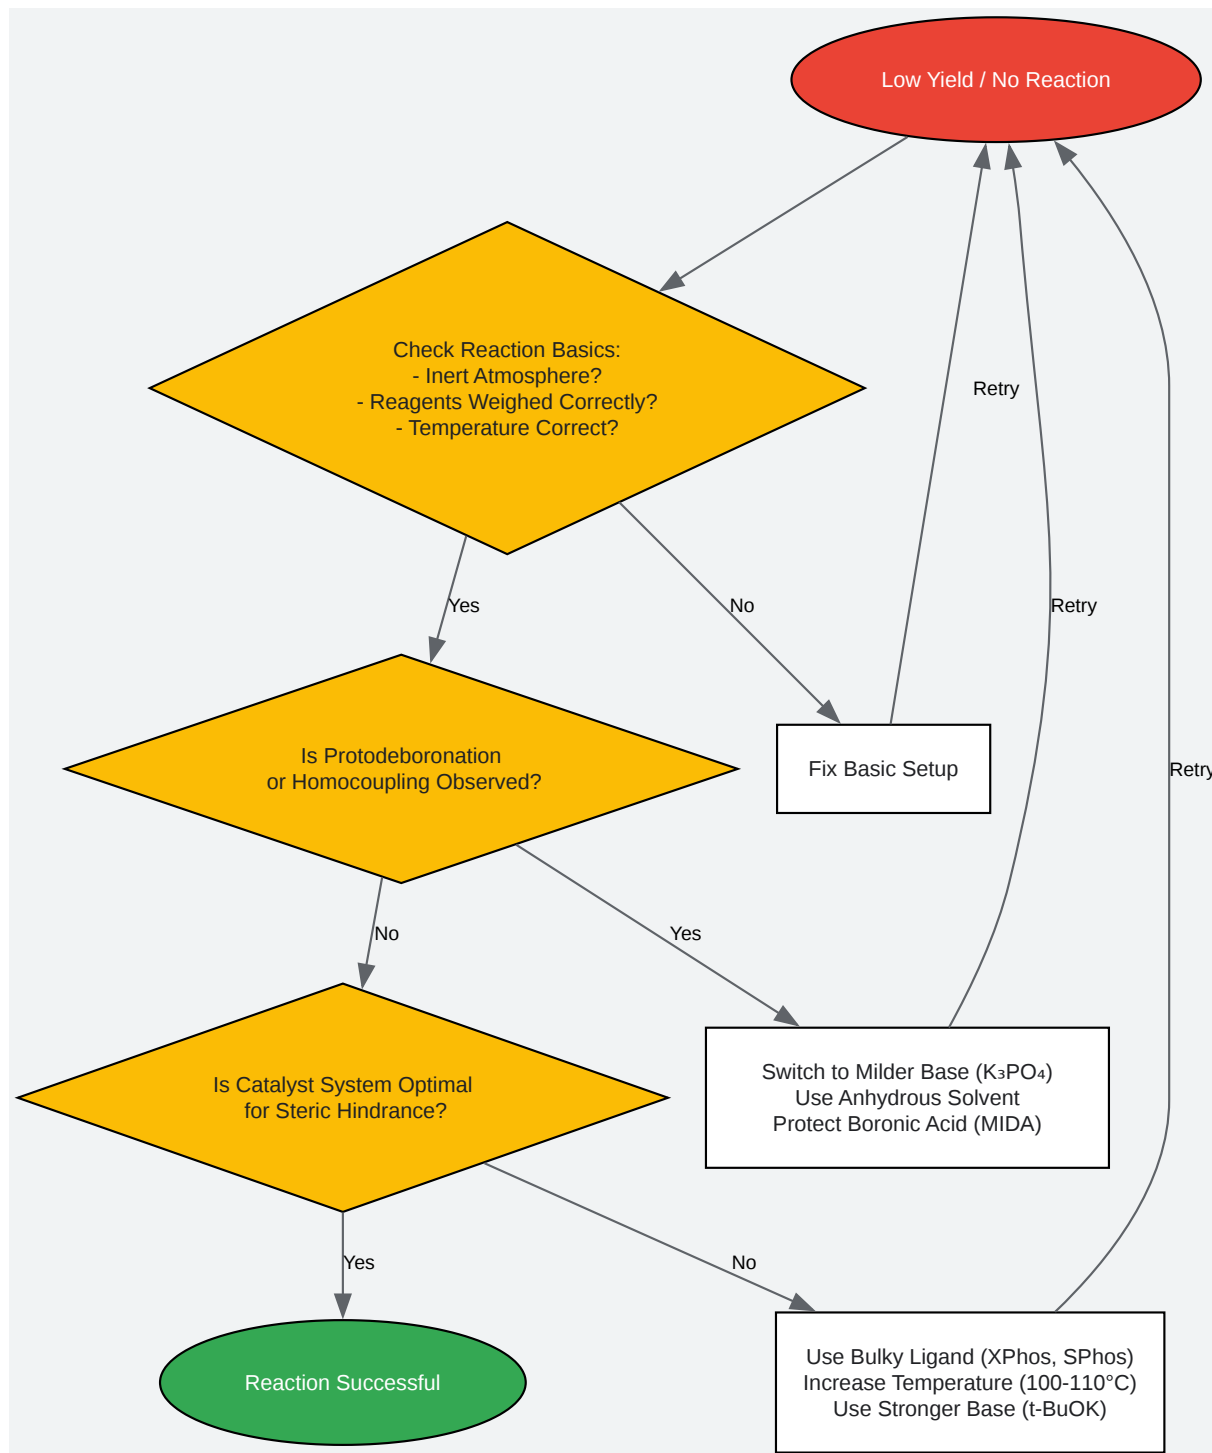 Low Yield / No Reaction
Check Reaction Basics:
- Inert Atmosphere?
- Reagents Weighed Correctly?
- Temperature Correct?
Retry
Yes
No
Retry
Is Protodeboronation
or Homocoupling Observed?
Fix Basic Setup
Retry
No
Yes
Switch to Milder Base (K₃PO₄)
Use Anhydrous Solvent
Protect Boronic Acid (MIDA)
Is Catalyst System Optimal
for Steric Hindrance?
Yes
No
Use Bulky Ligand (XPhos, SPhos)
Increase Temperature (100-110°C)
Use Stronger Base (t-BuOK)
Reaction Successful